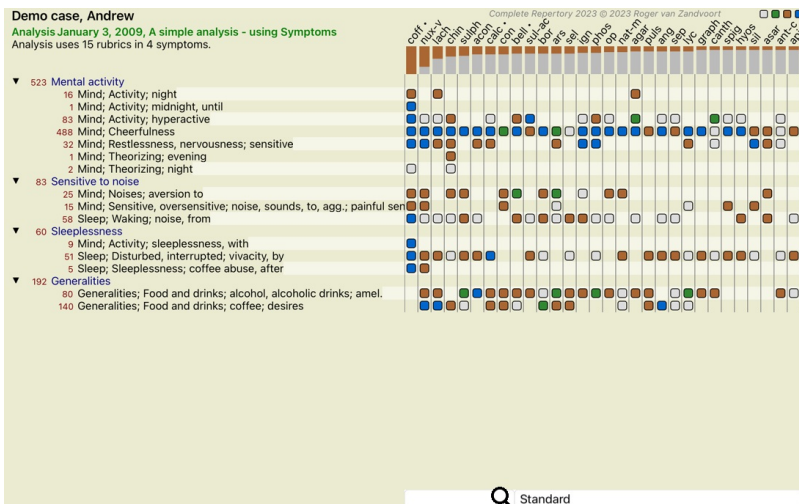 Demo case, Andrew
Complete Repertory 2023 © 2023 Roger van Zandvoort
Analysis January 3, 2009, A simple analysis - using Symptoms
Analysis uses 15 rubrics in 4 symptoms.
coff • nux-v • lach chin sulph acon calc con bell • sul-ac bor ars sel ign phos op nat-m agar puls ang sep lyc graph canth spig hyos asar ant-c
523 Mental activity
16 Mind; Activity; night
1 Mind; Activity; midnight, until
83 Mind; Activity; hyperactive
488 Mind; Cheerfulness
32 Mind; Restlessness, nervousness; sensitive
1 Mind; Theorizing; evening
2 Mind; Theorizing; night
83 Sensitive to noise
25 Mind; Noises; aversion to
15 Mind; Sensitive, oversensitive; noise, sounds, to, agg.; painful sen
58 Sleep; Waking; noise, from
60 Sleeplessness
9 Mind; Activity; sleeplessness, with
51 Sleep; Disturbed, interrupted; vivacity, by
5 Sleep; Sleeplessness; coffee abuse, after
192 Generalities
80 Generalities; Food and drinks; alcohol, alcoholic drinks; amel.
140 Generalities; Food and drinks; coffee; desires
Standard